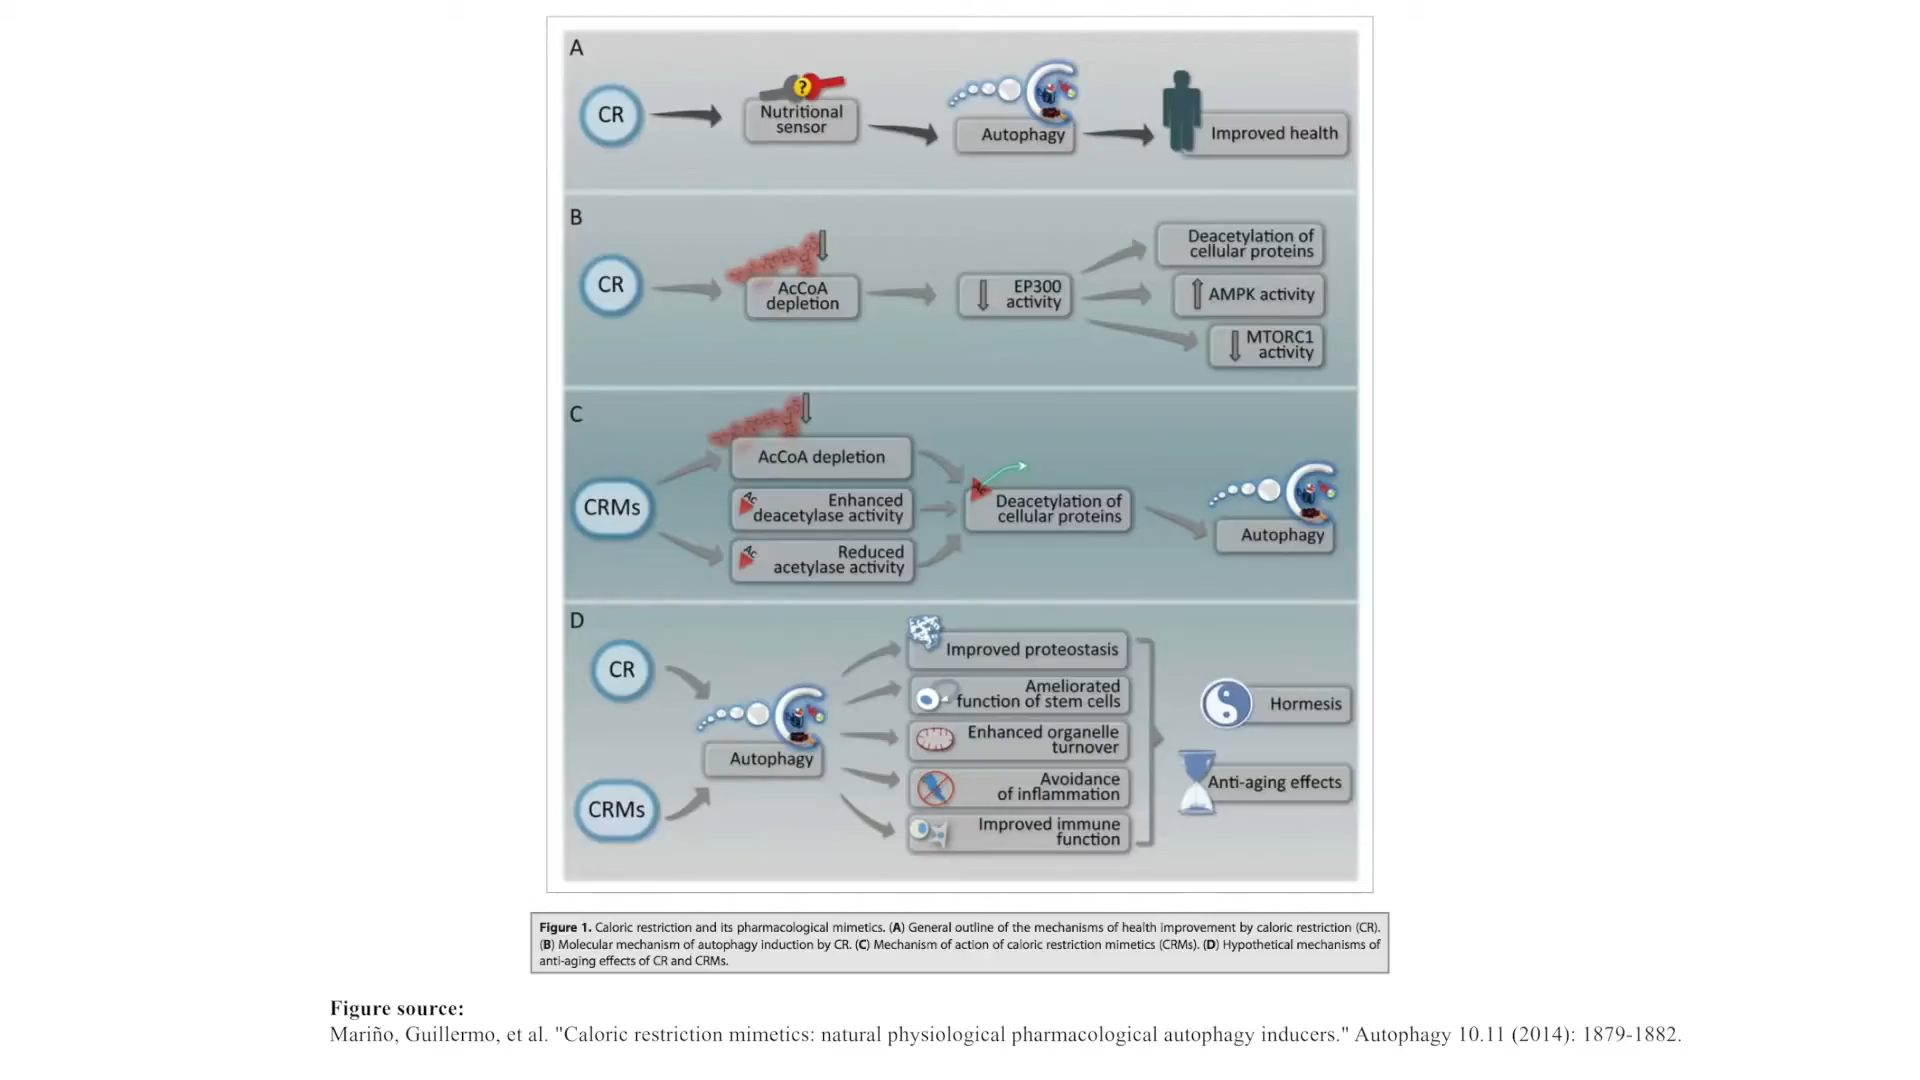 A
CR
?
Nutritional
sensor
Autophagy
Improved health
B
CR
AcCoA
depletion
EP300
activity
Deacetylation of
cellular proteins
AMPK activity
MTORC1
activity
C
CRMs
AcCoA depletion
Ac
Enhanced
deacetylase activity
Ac
Reduced
acetylase activity
Ac
Deacetylation of
cellular proteins
Autophagy
D
CR
CRMs
Autophagy
Improved proteostasis
Ameliorated
function of stem cells
Enhanced organelle
turnover
Avoidance
of inflammation
Improved immune
function
Hormesis
Anti-aging effects
Figure 1. Caloric restriction and its pharmacological mimetics. (A) General outline of the mechanisms of health improvement by caloric restriction (CR).
(B) Molecular mechanism of autophagy induction by CR. (C) Mechanism of action of caloric restriction mimetics (CRMs). (D) Hypothetical mechanisms of
anti-aging effects of CR and CRMs.
Figure source:
Mariño, Guillermo, et al. "Caloric restriction mimetics: natural physiological pharmacological autophagy inducers." Autophagy 10.11 (2014): 1879-1882.